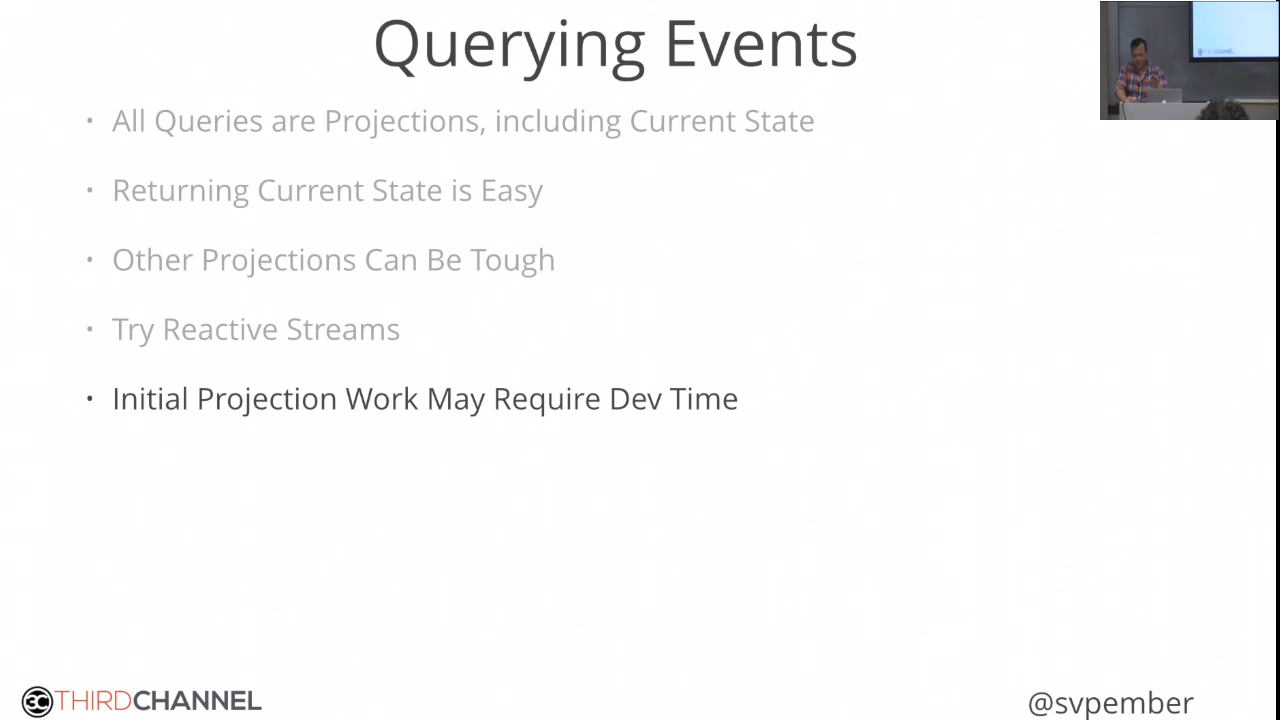 Querying Events
• All Queries are Projections, including Current State
• Returning Current State is Easy
• Other Projections Can Be Tough
• Try Reactive Streams
• Initial Projection Work May Require Dev Time
3C THIRDCHANNEL
@svpember